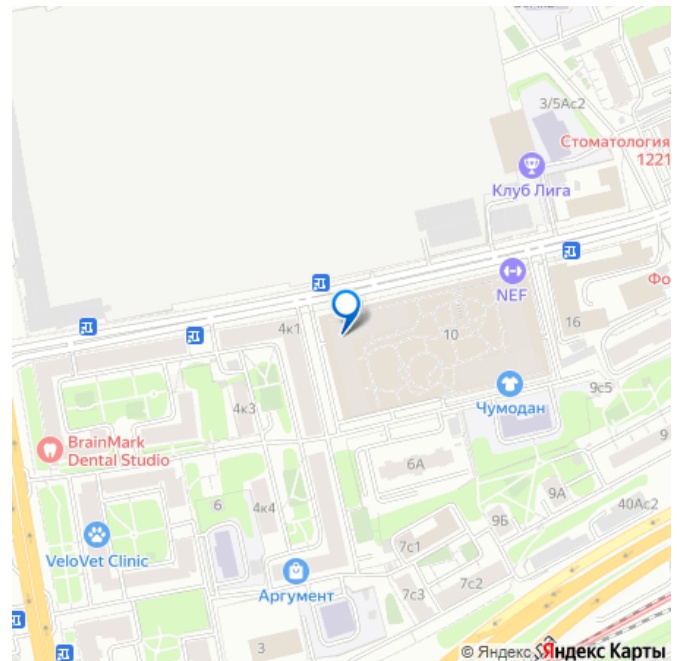 3/5Ас2
Стоматология
1221
Клуб Лига
NEF
Фо
4к1
10
16
Чумодан
9с5
4к3
BrainMark
Dental Studio
6А
9
9А
40Ас2
6
4к4
9Б
VeloVet Clinic
7с1
Аргумент
7с3
7с2
3
© Яндекс
Яндекс Карты